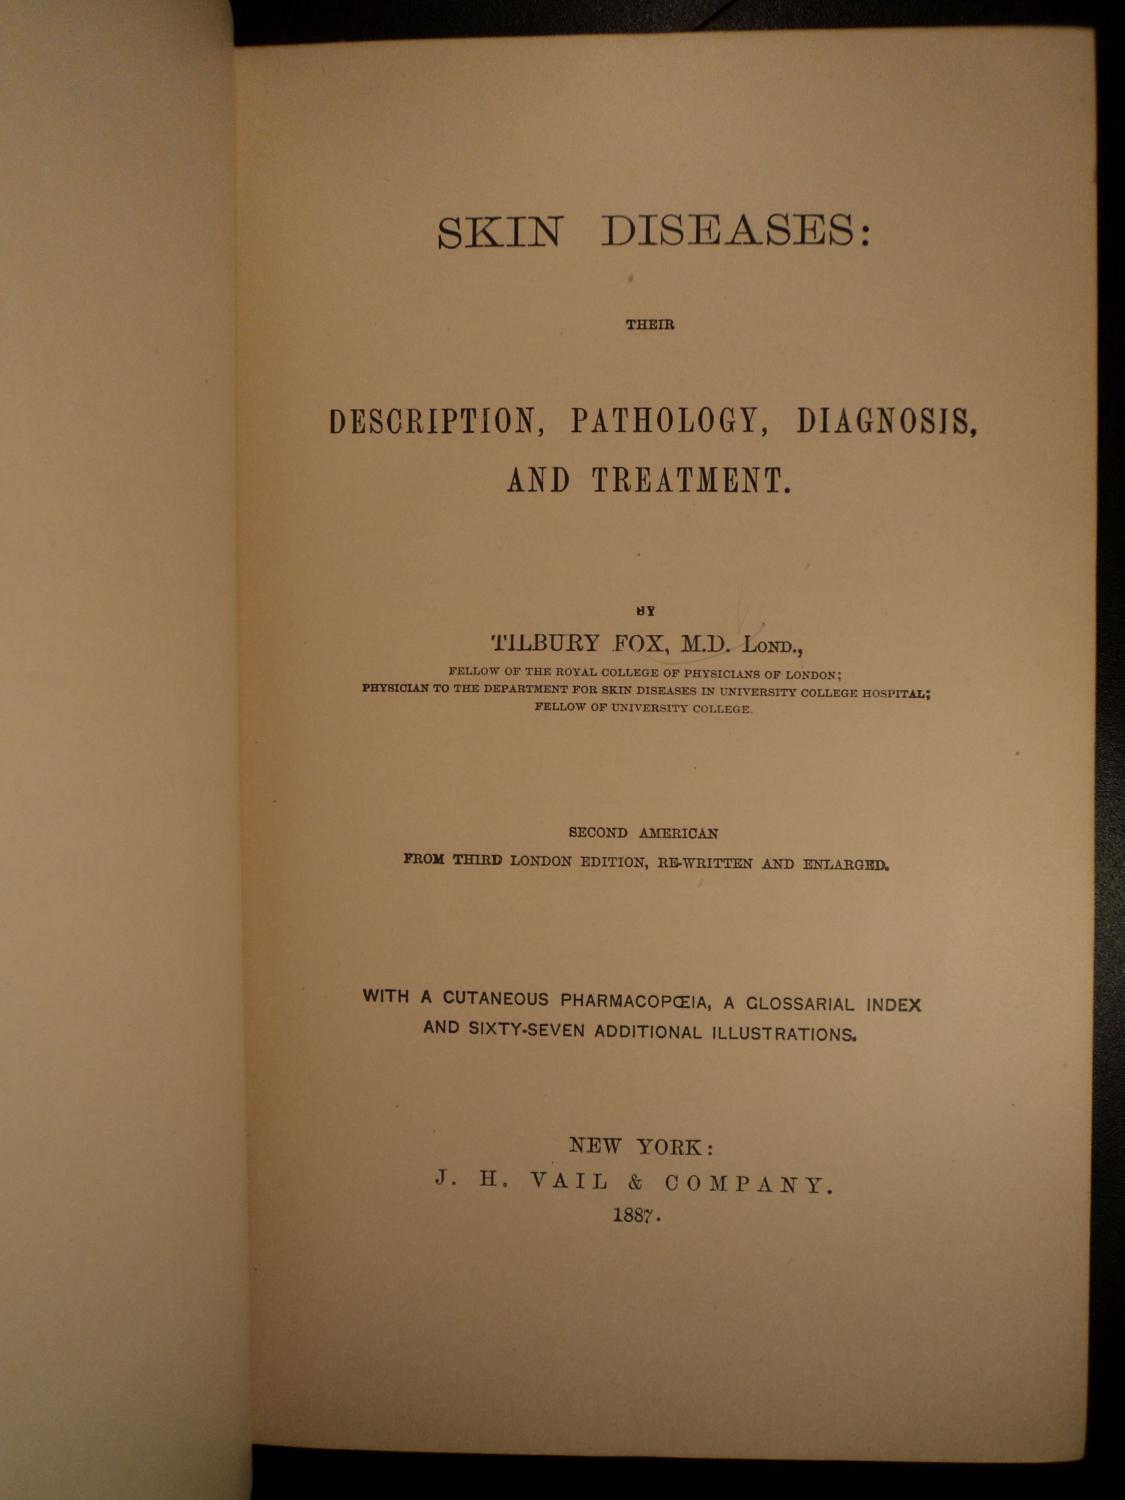 SKIN DISEASES:
THEIR
DESCRIPTION, PATHOLOGY, DIAGNOSIS,
AND TREATMENT.
BY
TILBURY FOX, M.D. LOND.,
FELLOW OF THE ROYAL COLLEGE OF PHYSICIANS OF LONDON;
PHYSICIAN TO THE DEPARTMENT FOR SKIN DISEASES IN UNIVERSITY COLLEGE HOSPITAL;
FELLOW OF UNIVERSITY COLLEGE.
SECOND AMERICAN
FROM THIRD LONDON EDITION, RE-WRITTEN AND ENLARGED.
WITH A CUTANEOUS PHARMACOPŒIA, A GLOSSARIAL INDEX
AND SIXTY-SEVEN ADDITIONAL ILLUSTRATIONS.
NEW YORK:
J. H. VAIL & COMPANY.
1887.